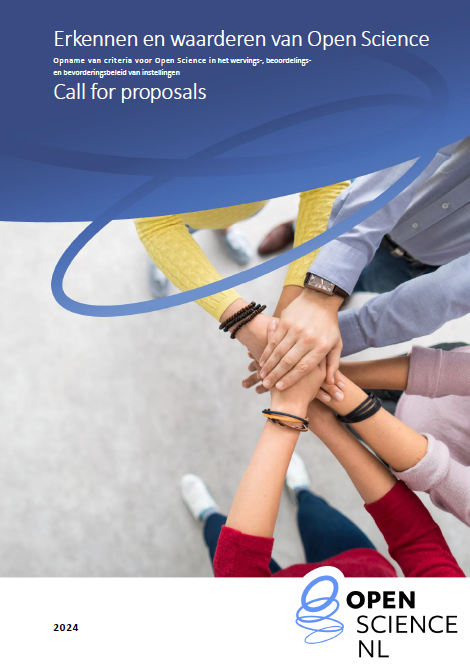 Erkennen en waarderen van Open Science
Opname van criteria voor Open Science in het wervings-, beoordelings-
en bevorderingsbeleid van instellingen
Call for proposals
2024
OPEN
SCIENCE
NL